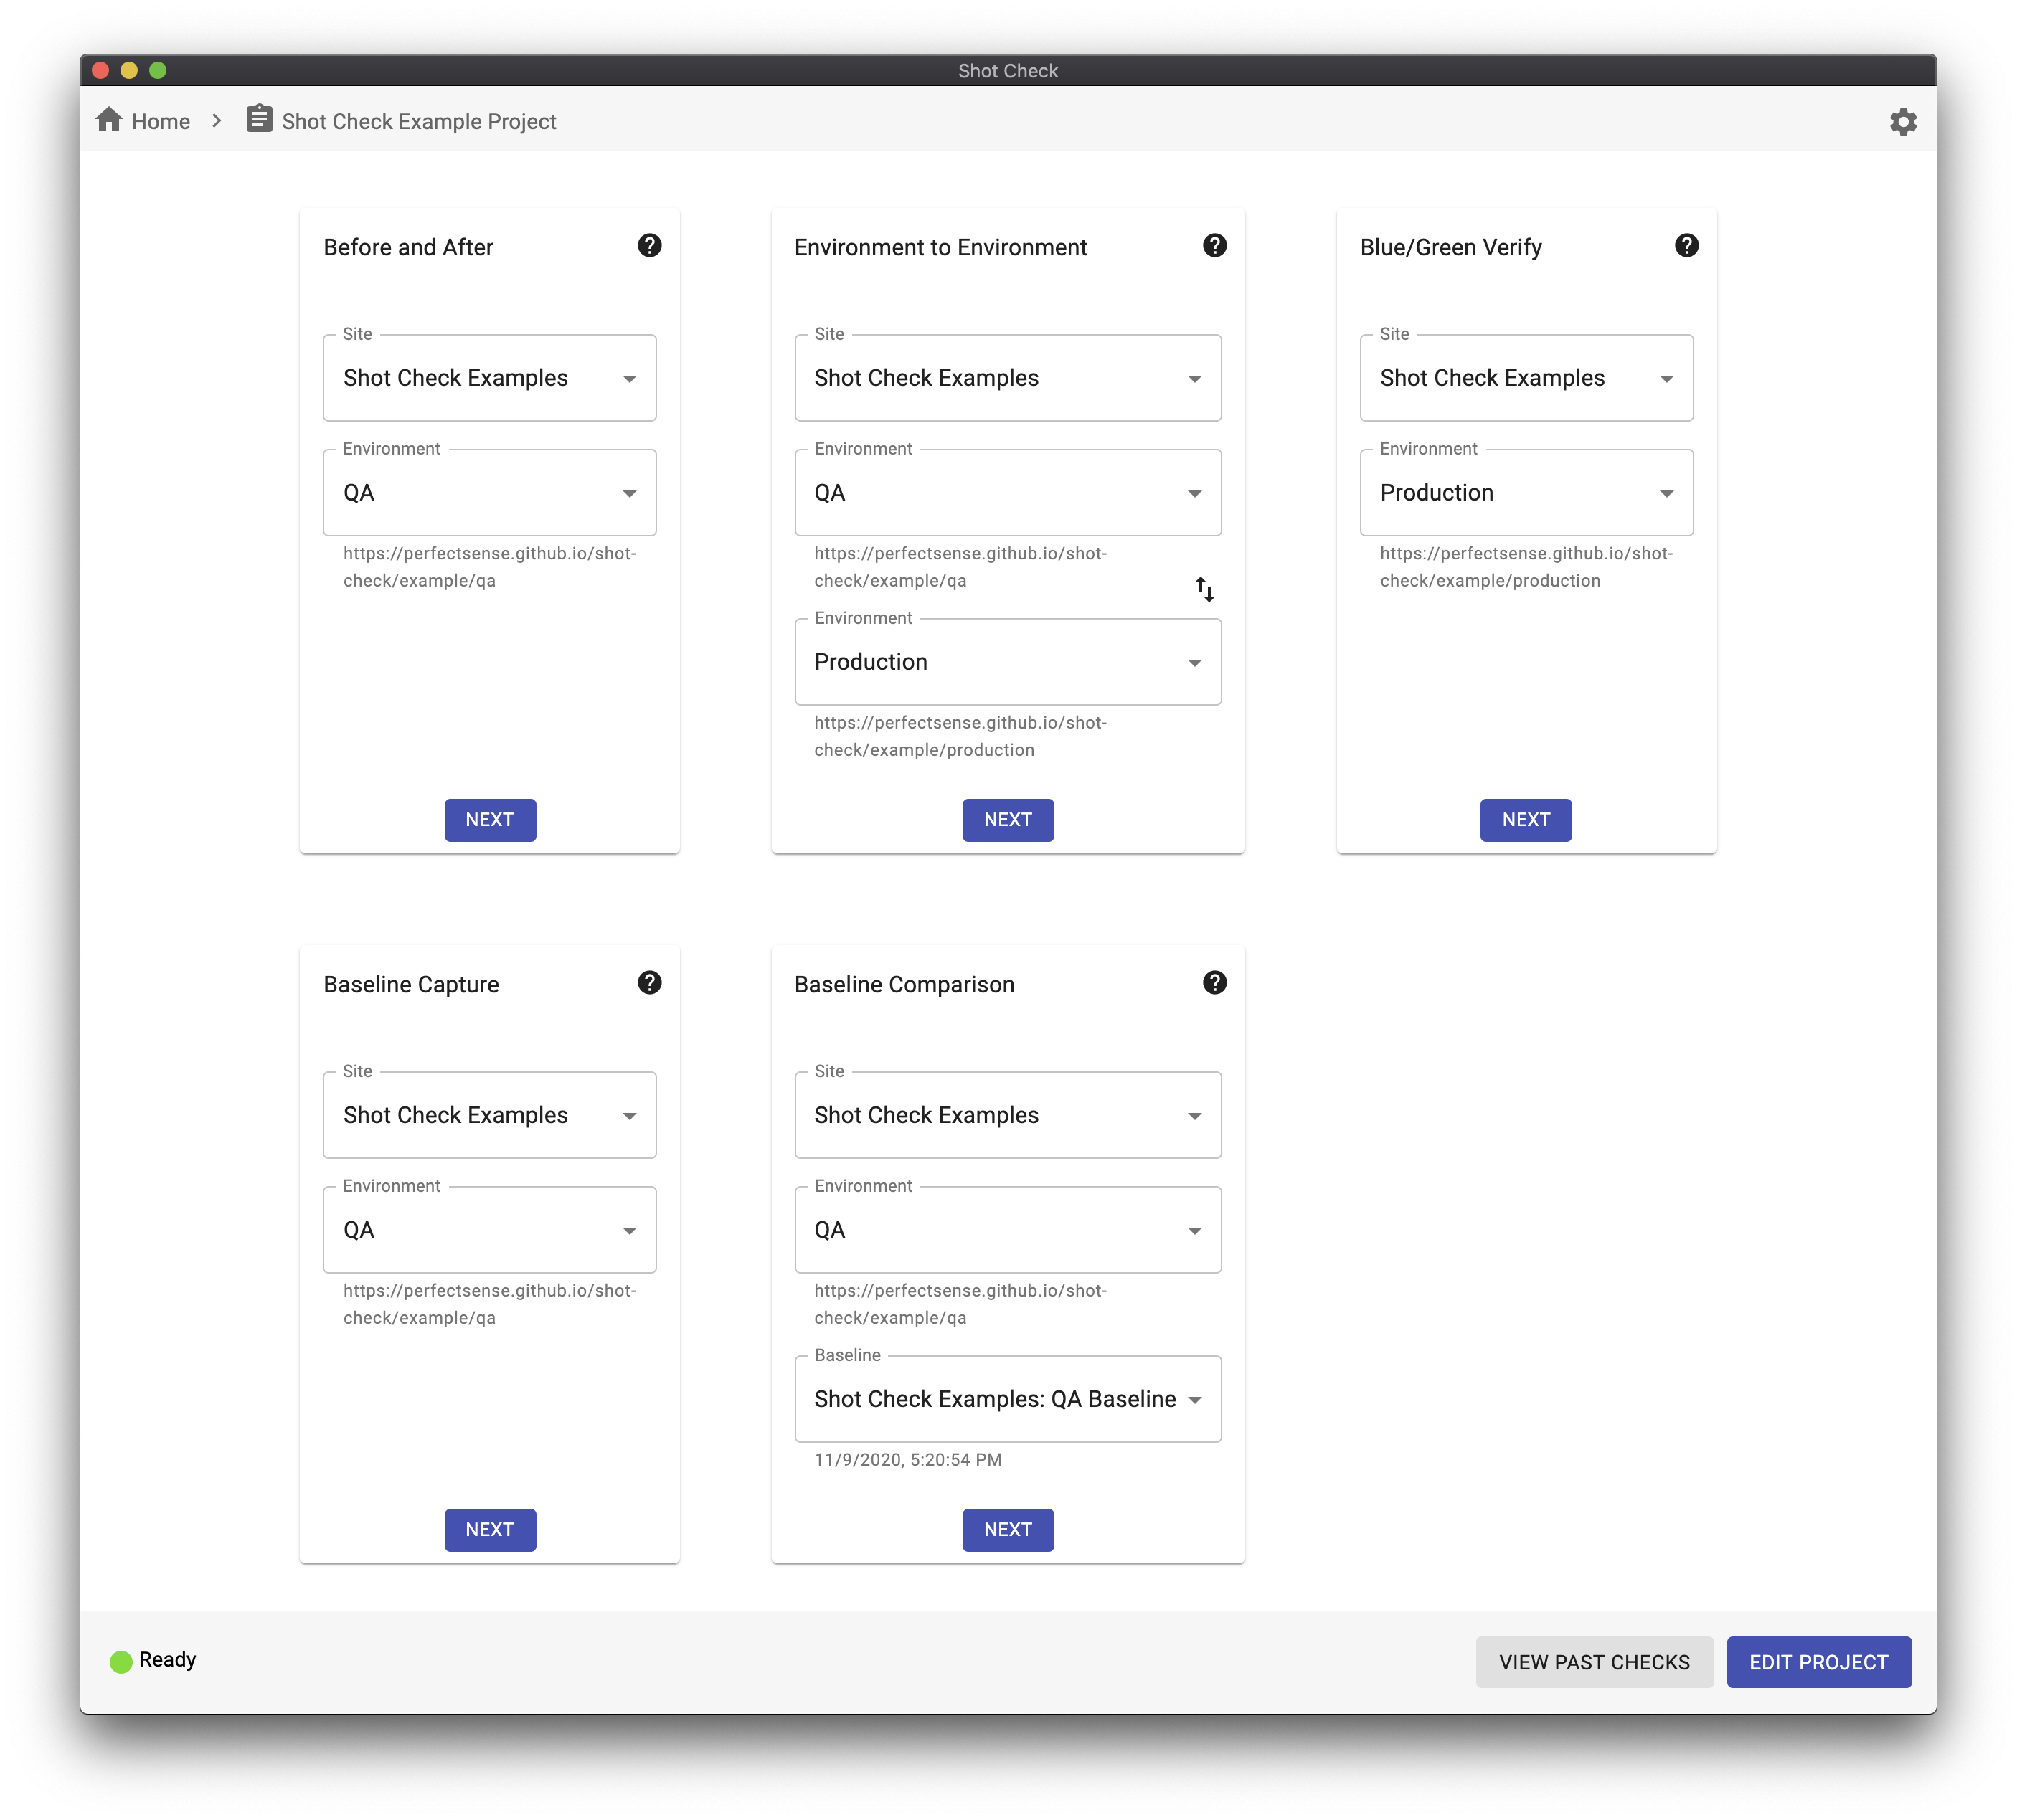 Shot Check
Home
Shot Check Example Project
Before and After
Site
Shot Check Examples
Environment
QA
https://perfectsense.github.io/shot-
check/example/qa
NEXT
Environment to Environment
Site
Shot Check Examples
Environment
QA
https://perfectsense.github.io/shot-
check/example/qa
Environment
Production
https://perfectsense.github.io/shot-
check/example/production
NEXT
Blue/Green Verify
Site
Shot Check Examples
Environment
Production
https://perfectsense.github.io/shot-
check/example/production
NEXT
Baseline Capture
Site
Shot Check Examples
Environment
QA
https://perfectsense.github.io/shot-
check/example/qa
NEXT
Baseline Comparison
Site
Shot Check Examples
Environment
QA
https://perfectsense.github.io/shot-
check/example/qa
Baseline
Shot Check Examples: QA Baseline
11/9/2020, 5:20:54 PM
NEXT
Ready
VIEW PAST CHECKS
EDIT PROJECT